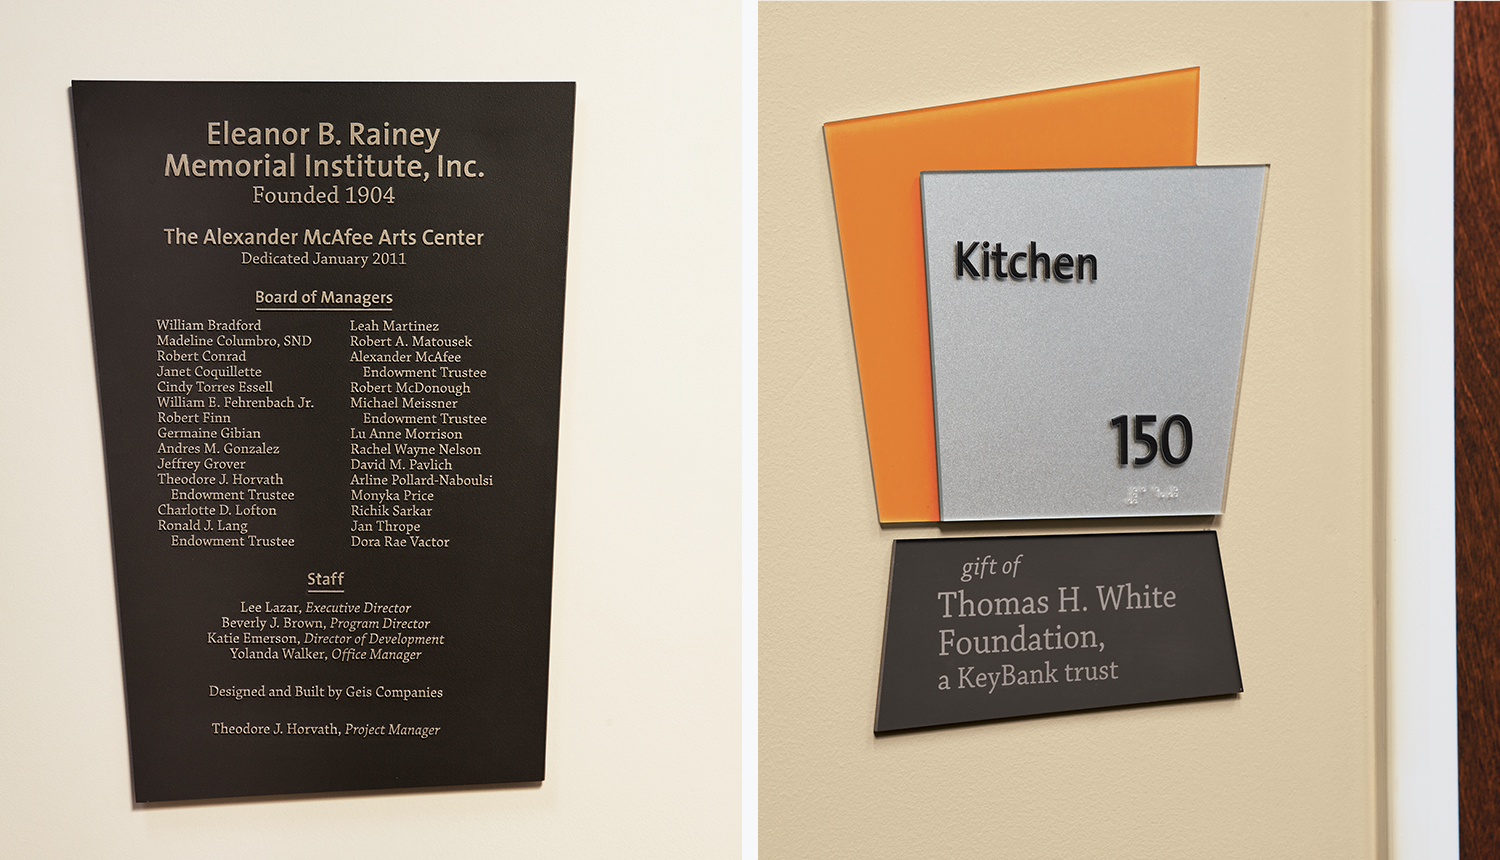 Eleanor B. Rainey
Memorial Institute, Inc.
Founded 1904
The Alexander McAfee Arts Center
Dedicated January 2011
Board of Managers
William Bradford
Madeline Columbro, SND
Robert Conrad
Janet Coquillette
Cindy Torres Essell
William E. Fehrenbach Jr.
Robert Finn
Germaine Gibian
Andres M. Gonzalez
Jeffrey Grover
Theodore J. Horvath
Endowment Trustee
Charlotte D. Lofton
Ronald J. Lang
Endowment Trustee
Leah Martinez
Robert A. Matousek
Alexander McAfee
Endowment Trustee
Robert McDonough
Michael Meissner
Endowment Trustee
Lu Anne Morrison
Rachel Wayne Nelson
David M. Pavlich
Arline Pollard-Naboulsi
Monyka Price
Richik Sarkar
Jan Thrope
Dora Rae Vactor
Staff
Lee Lazar, Executive Director
Beverly J. Brown, Program Director
Katie Emerson, Director of Development
Yolanda Walker, Office Manager
Designed and Built by Geis Companies
Theodore J. Horvath, Project Manager
Kitchen
150
gift of
Thomas H. White
Foundation,
a KeyBank trust